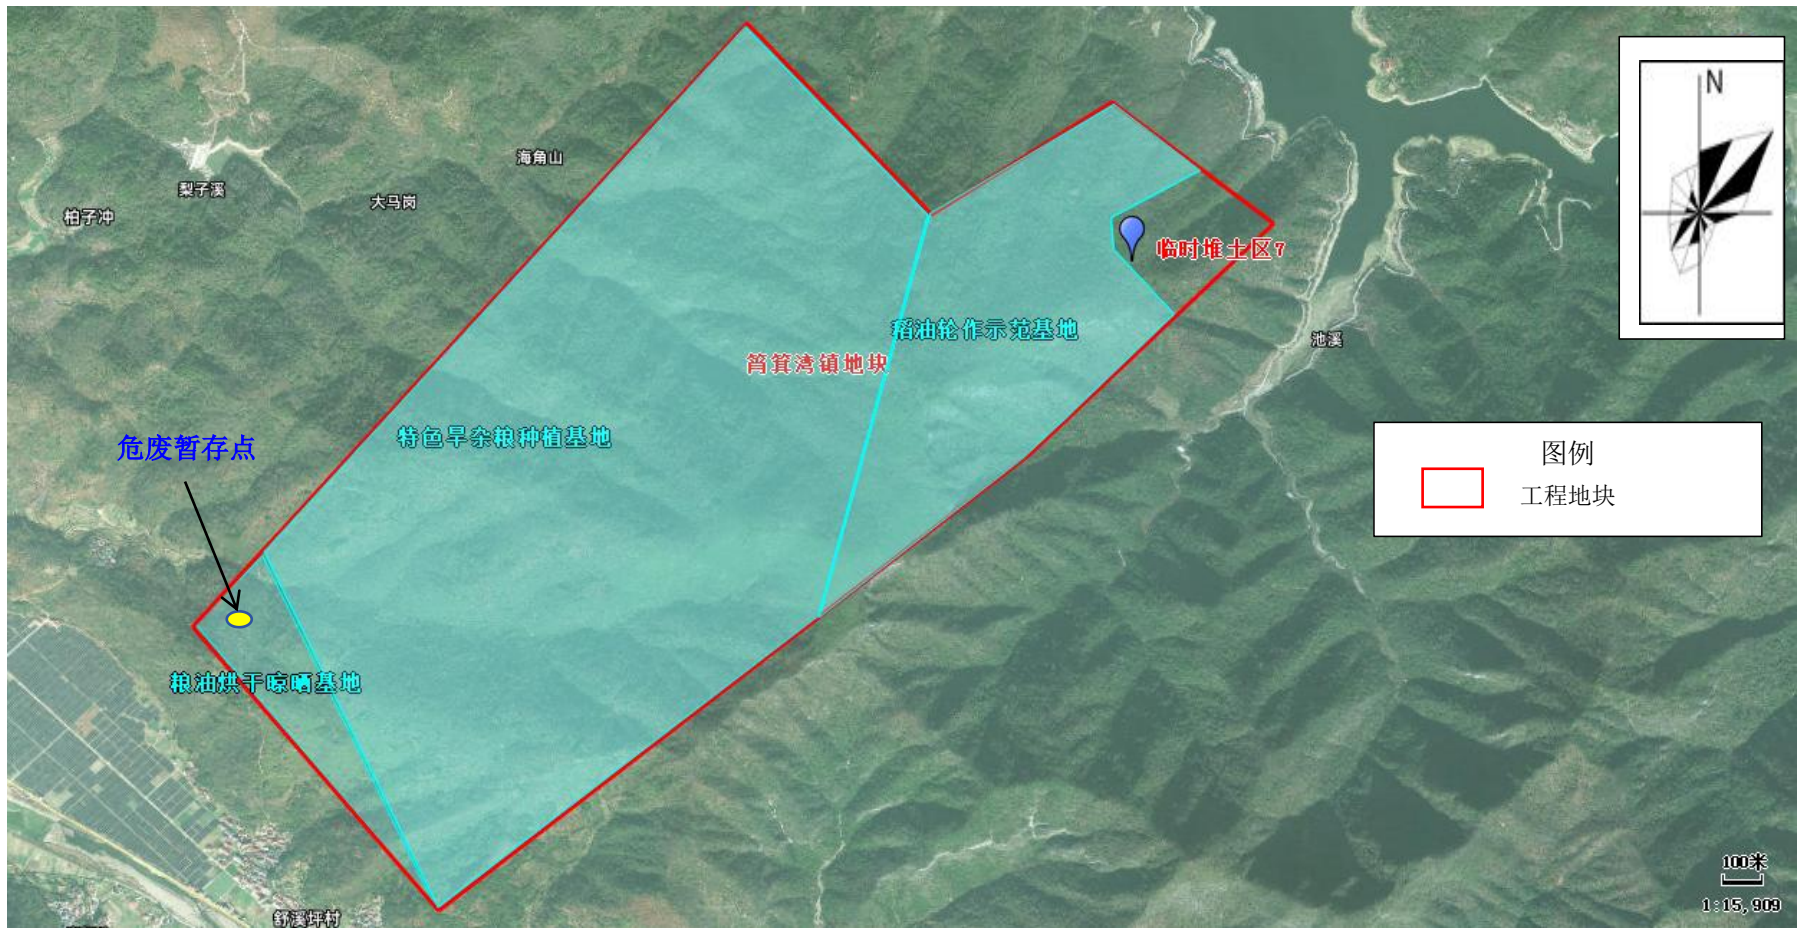 N
海角山
梨子溪
大马岗
柏子冲
临时堆土区7
稻油轮作示范基地
池溪
筲箕湾镇地块
特色旱杂粮种植基地
危废暂存点
图例
工程地块
粮油烘干晾晒基地
100米
1:15,909
舒溪坪村